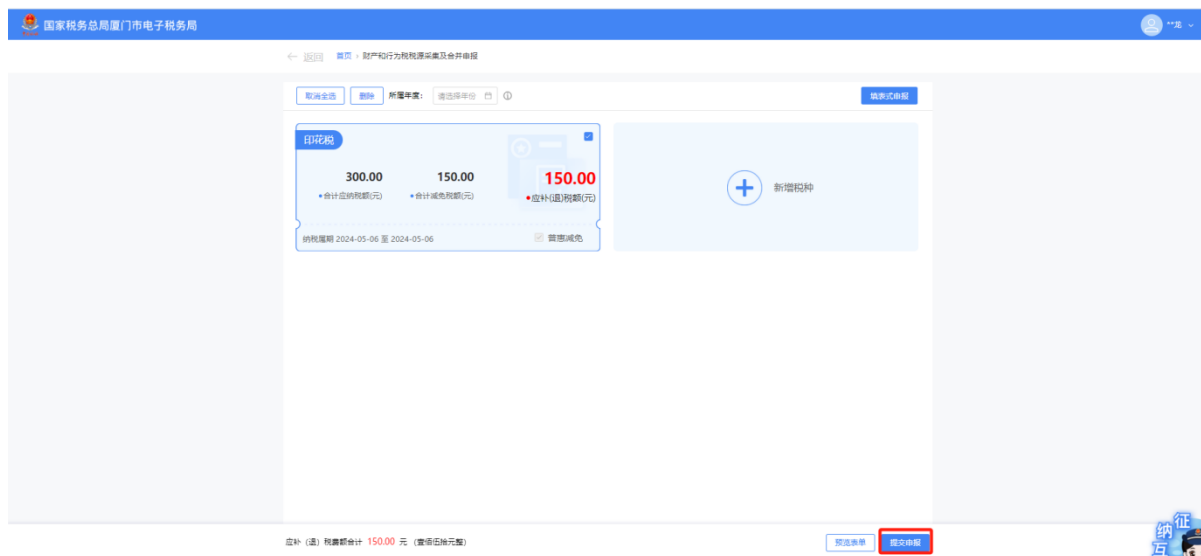 国家税务总局厦门市电子税务局
**龙
← 返回 首页 › 财产和行为税税源采集及合并申报
取消全选 删除 所属年度: 请选择年份 填表式申报
印花税
300.00 150.00 150.00
•合计应纳税额(元) •合计减免税额(元) •应补(退)税额(元)
纳税属期 2024-05-06 至 2024-05-06 普惠减免
新增税种
应补（退）税费额合计 150.00 元 （壹佰伍拾元整） 预览表单 提交申报
征
纳
互